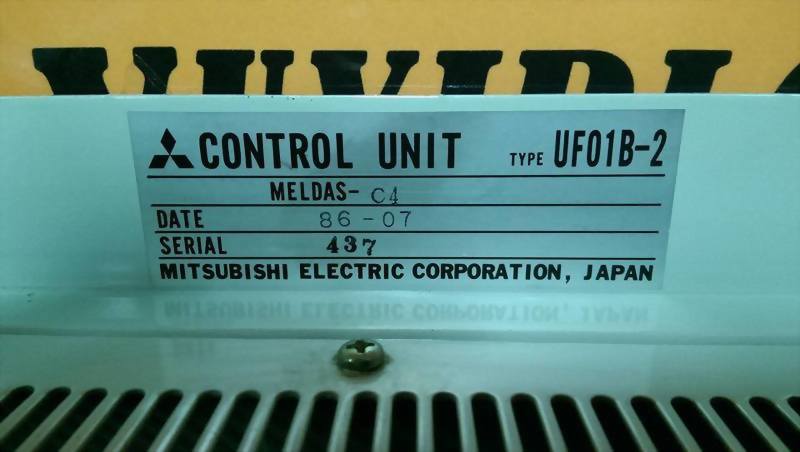 CONTROL UNIT TYPE UF01B-2
MELDAS- C4
DATE 86-07
SERIAL 437
MITSUBISHI ELECTRIC CORPORATION, JAPAN